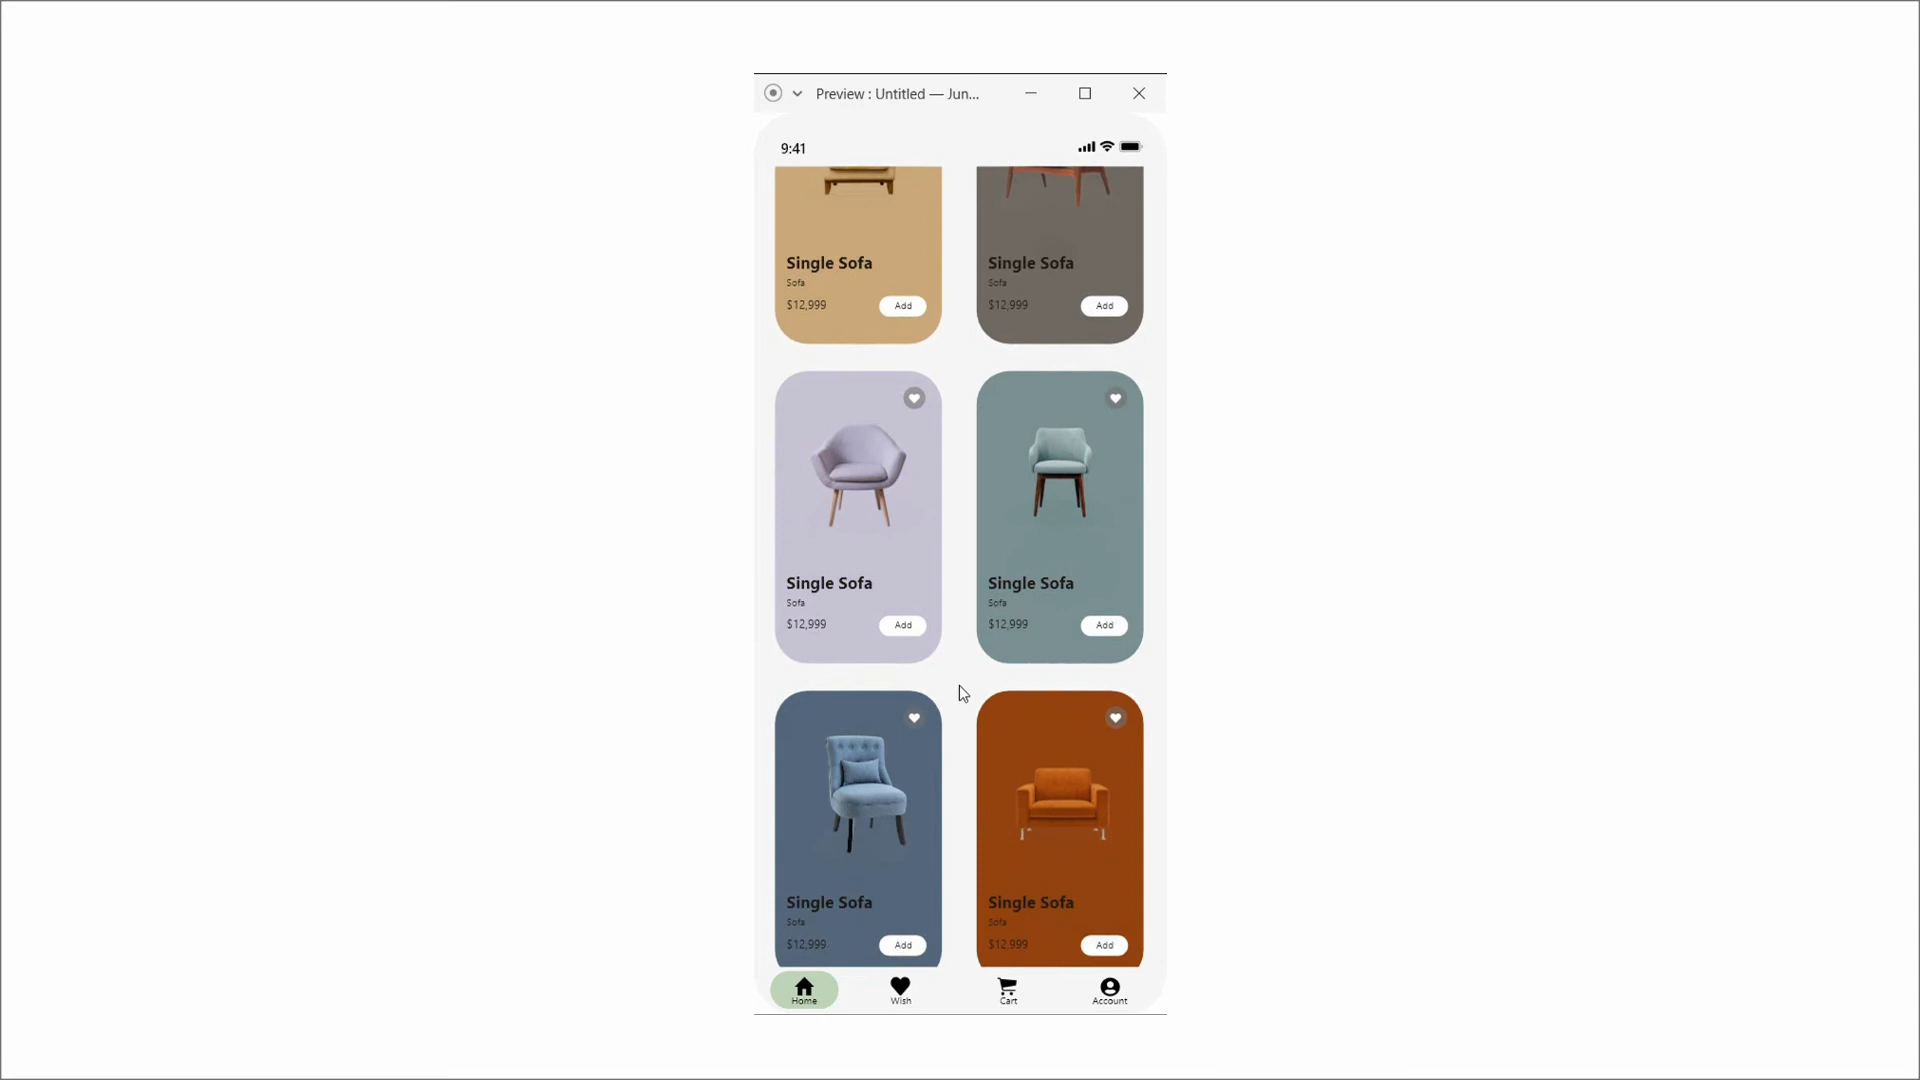 Preview : Untitled — Jun...
9:41
Single Sofa
Sofa
$12,999
Add
Single Sofa
Sofa
$12,999
Add
Single Sofa
Sofa
$12,999
Add
Single Sofa
Sofa
$12,999
Add
Single Sofa
Sofa
$12,999
Add
Single Sofa
Sofa
$12,999
Add
Home
Wish
Cart
Account